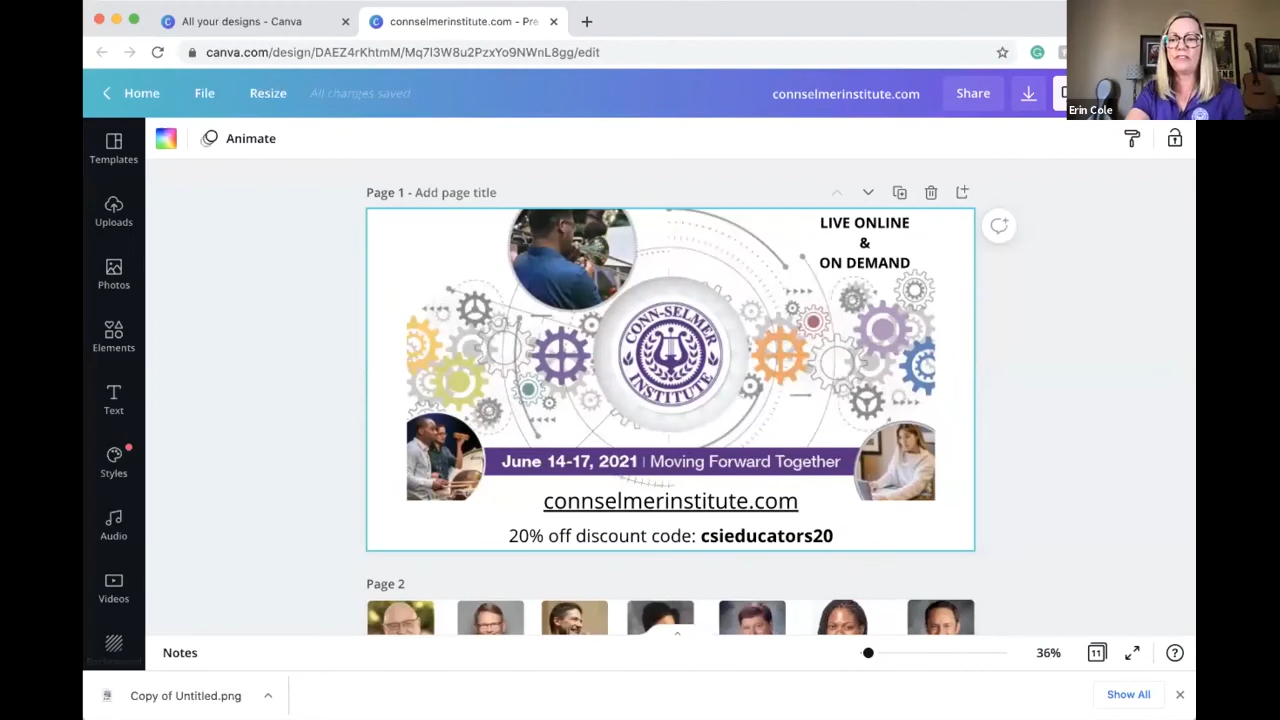 All your designs - Canva
connselmerinstitute.com - Pre
canva.com/design/DAEZ4rKhtmM/Mq7I3W8u2PzxYo9NWnL8gg/edit
Home File Resize All changes saved
connselmerinstitute.com Share
Erin Cole
Animate
Templates
Uploads
Photos
Elements
Text
Styles
Audio
Videos
Page 1 - Add page title
LIVE ONLINE
&
ON DEMAND
CONN-SELMER
INSTITUTE
June 14-17, 2021 | Moving Forward Together
connselmerinstitute.com
20% off discount code: csieducators20
Page 2
Notes
36%
11
Copy of Untitled.png
Show All